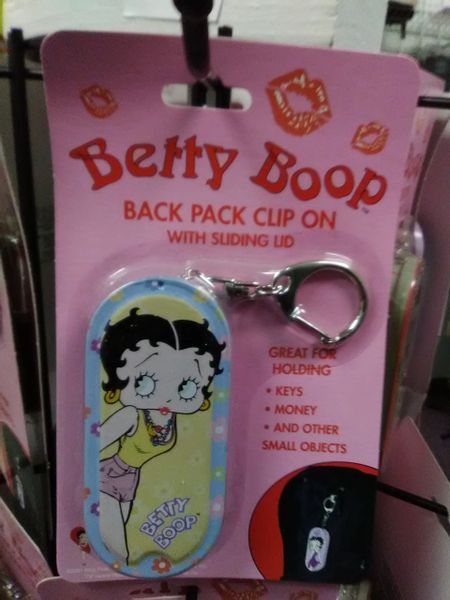 Betty Boop™
BACK PACK CLIP ON
WITH SLIDING LID
GREAT FOR
HOLDING
• KEYS
• MONEY
• AND OTHER
SMALL OBJECTS
BETTY
BOOP